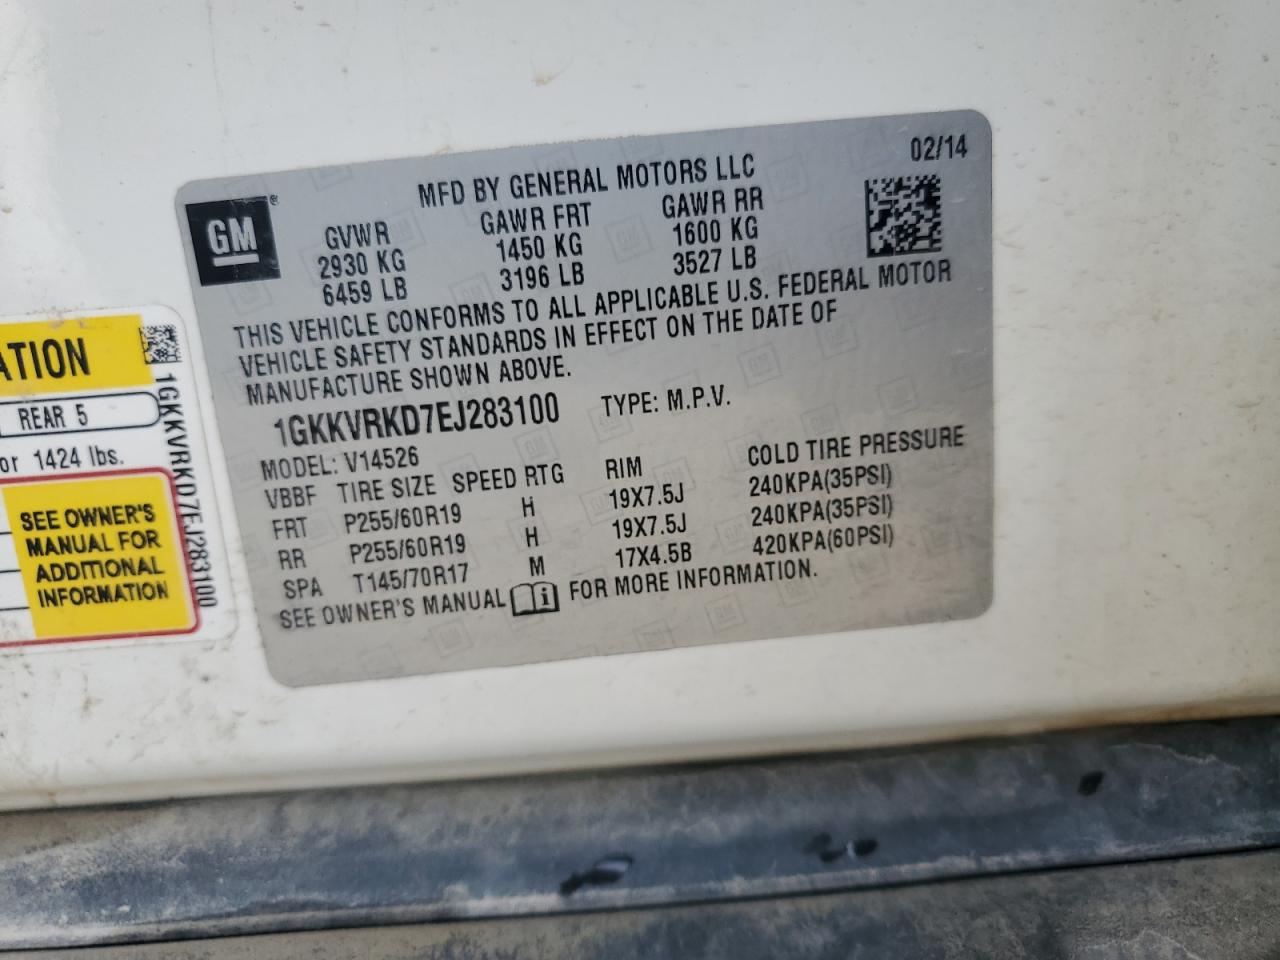 02/14
MFD BY GENERAL MOTORS LLC
GM®
GVWR GAWR FRT GAWR RR
2930 KG 1450 KG 1600 KG
6459 LB 3196 LB 3527 LB
THIS VEHICLE CONFORMS TO ALL APPLICABLE U.S. FEDERAL MOTOR
VEHICLE SAFETY STANDARDS IN EFFECT ON THE DATE OF
MANUFACTURE SHOWN ABOVE.
1GKKVRKD7EJ283100 TYPE: M.P.V.
MODEL: V14526
VBBF TIRE SIZE SPEED RTG RIM COLD TIRE PRESSURE
FRT P255/60R19 H 19X7.5J 240KPA(35PSI)
RR P255/60R19 H 19X7.5J 240KPA(35PSI)
SPA T145/70R17 M 17X4.5B 420KPA(60PSI)
SEE OWNER'S MANUAL i FOR MORE INFORMATION.
ATION
REAR 5
or 1424 lbs.
SEE OWNER'S
MANUAL FOR
ADDITIONAL
INFORMATION
1GKKVRKD7EJ283100